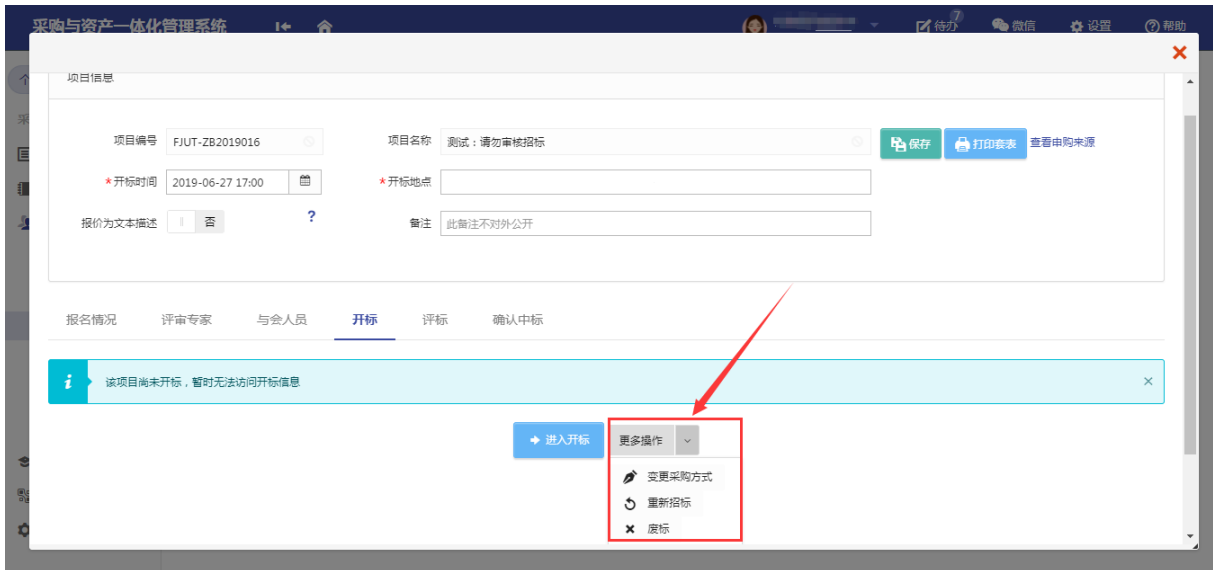 采购与资产一体化管理系统 7 待办 微信 设置 帮助
个
采
项目信息
项目编号 FJUT-ZB2019016 项目名称 测试：请勿审核招标 保存 打印套表 查看申购来源
*开标时间 2019-06-27 17:00 *开标地点
报价为文本描述 否 ? 备注 此备注不对外公开
报名情况 评审专家 与会人员 开标 评标 确认中标
该项目尚未开标，暂时无法访问开标信息
进入开标 更多操作
变更采购方式
重新招标
废标